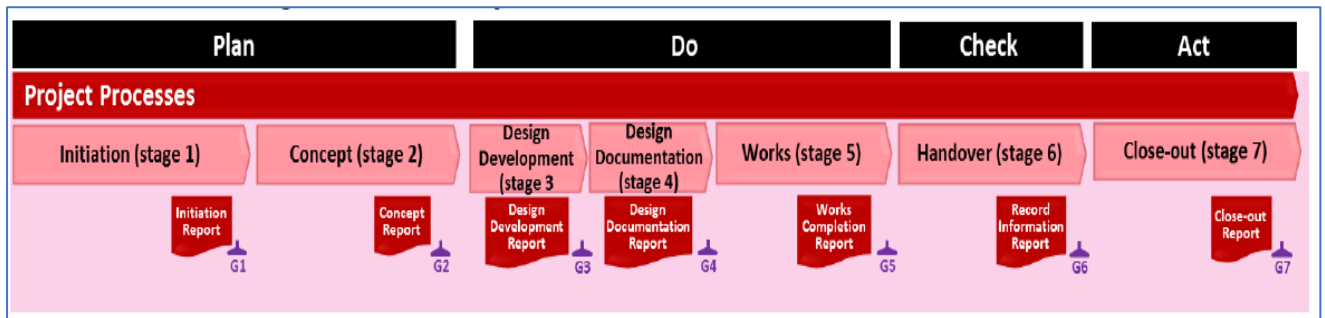 Plan
Do
Check
Act
Project Processes
Initiation (stage 1)
Concept (stage 2)
Design
Development
(stage 3
Design
Documentation
(stage 4)
Works (stage 5)
Handover (stage 6)
Close-out (stage 7)
Initiation
Report
G1
Concept
Report
G2
Design
Development
Report
G3
Design
Documentation
Report
G4
Works
Completion
Report
G5
Record
Information
Report
G6
Close-out
Report
G7